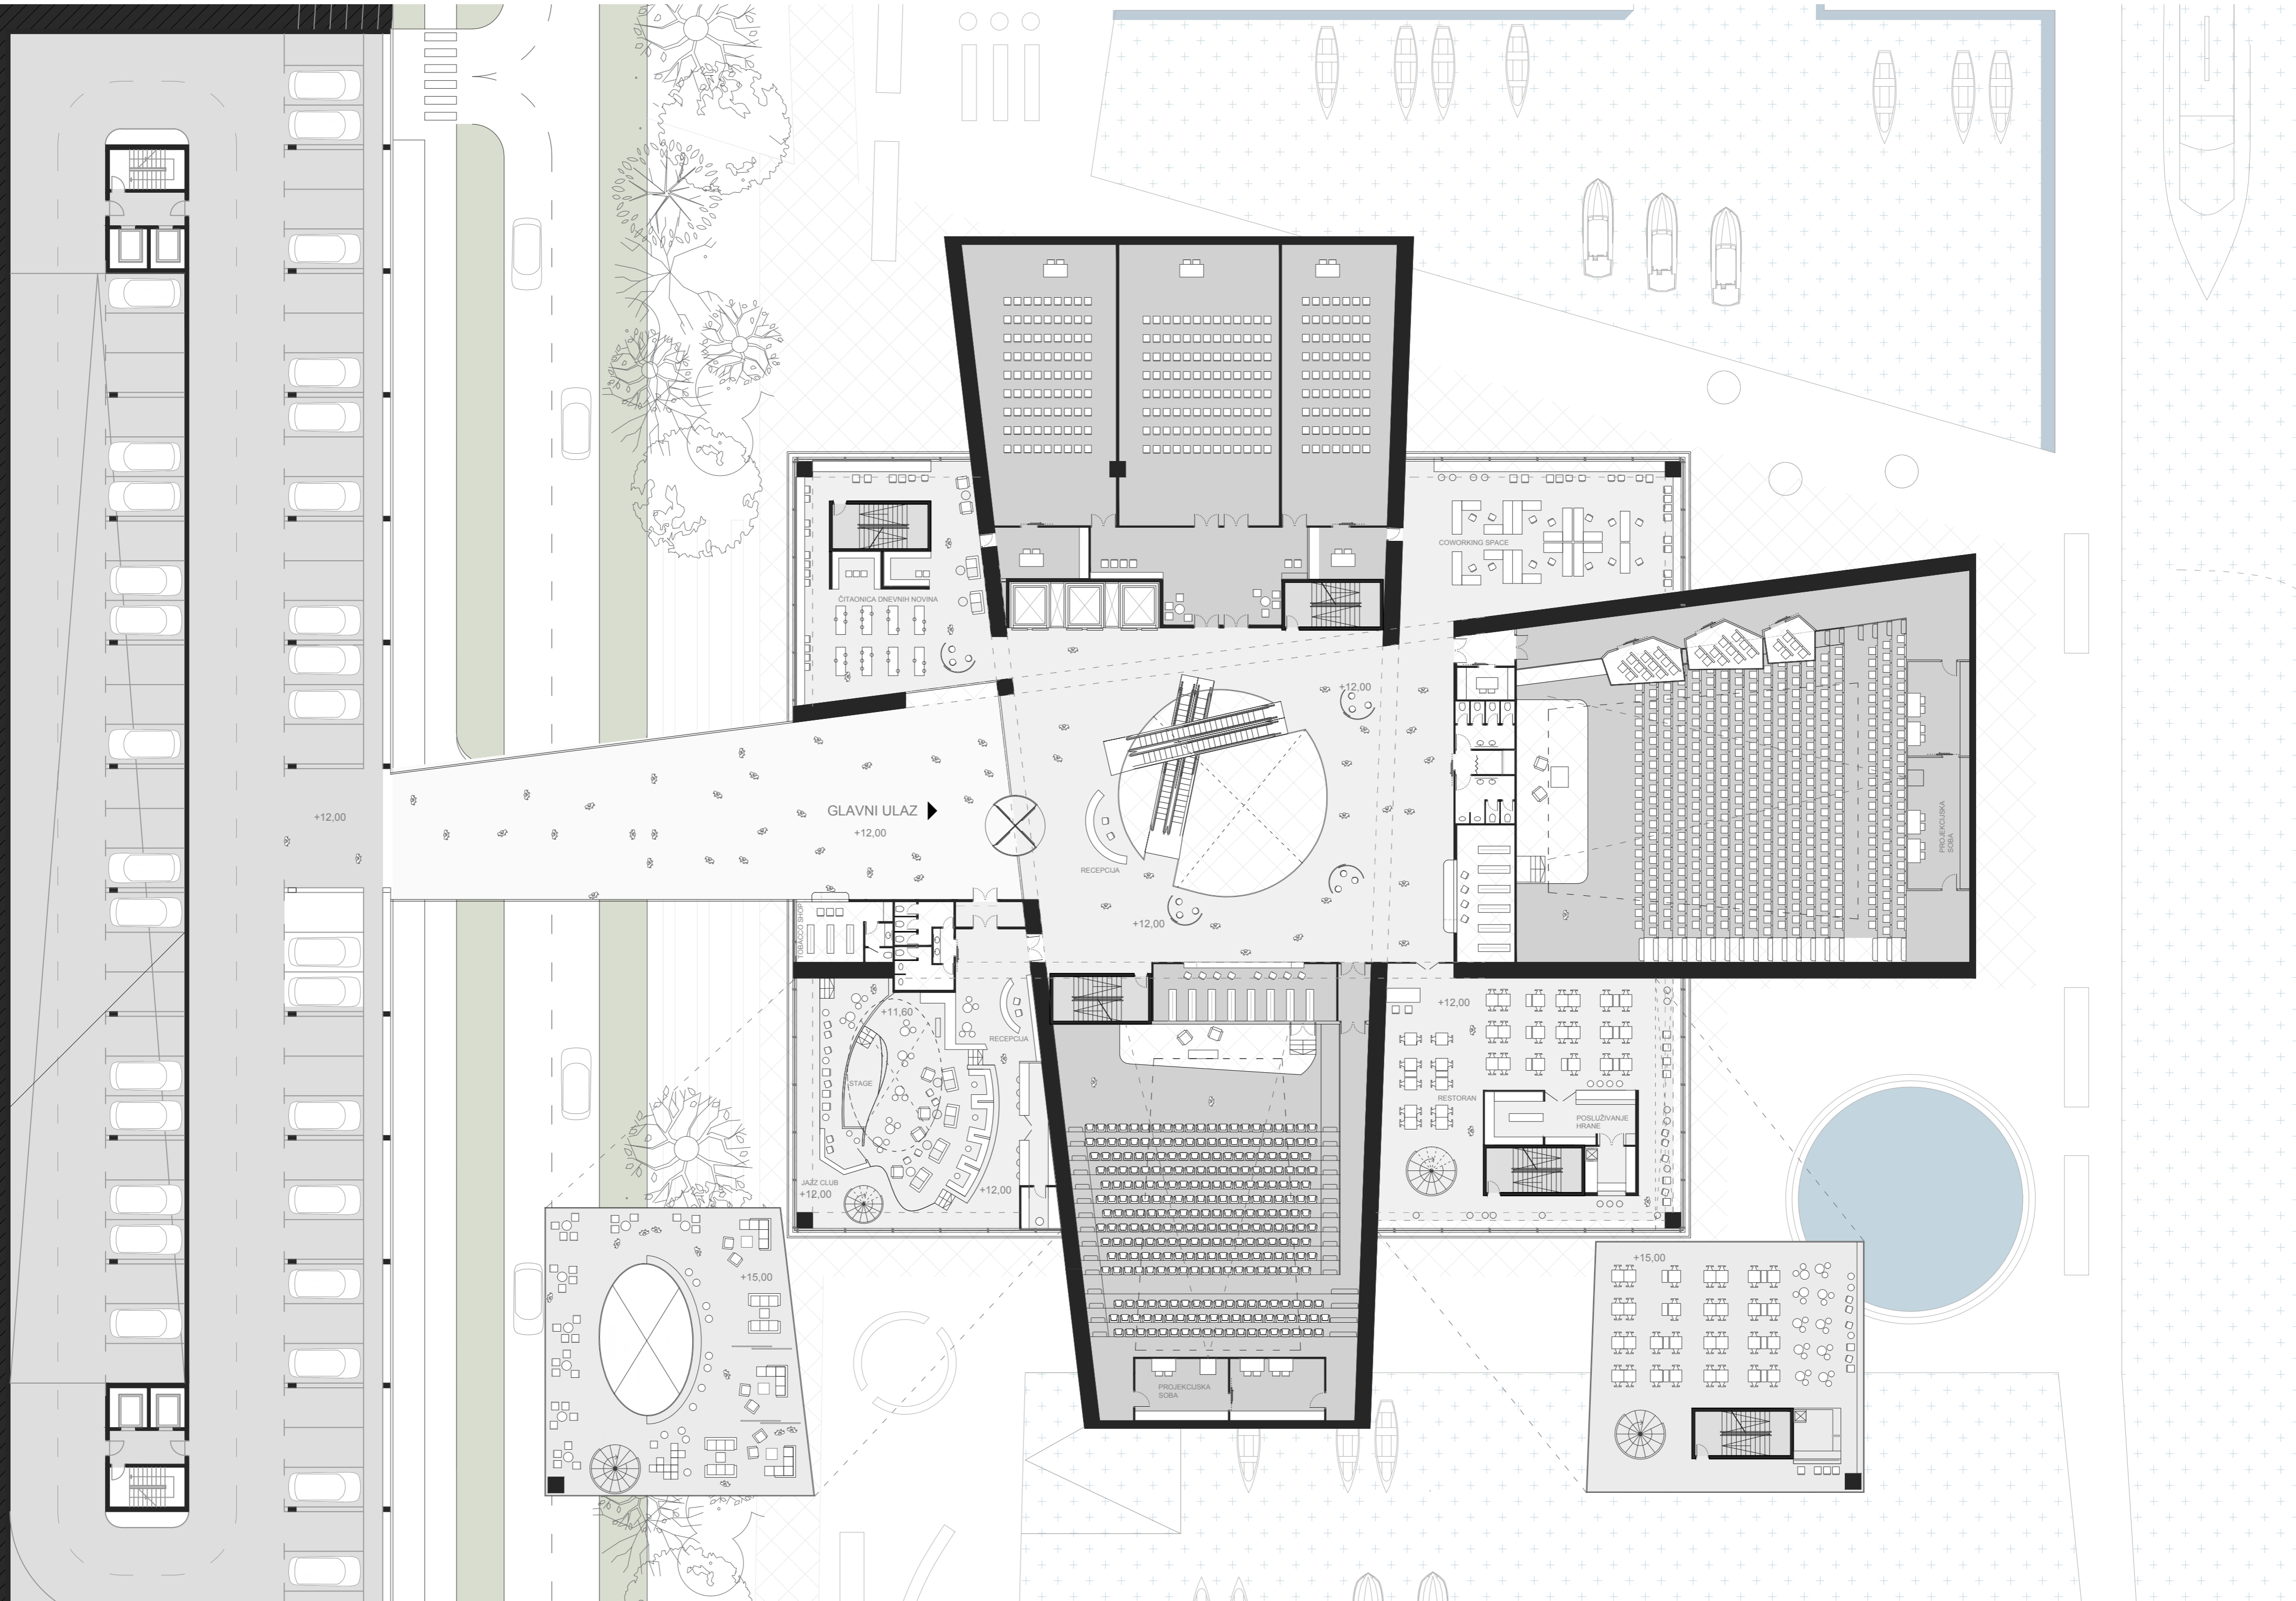 COWORKING SPACE
ČITAONICA DNEVNIH NOVINA
+12,00
+12,00
GLAVNI ULAZ
+12,00
PROJEKCIJSKA
SOBA
RECEPCIJA
+12,00
TOBACCO SHOP
+12,00
+11,60
RECEPCIJA
STAGE
RESTORAN
POSLUŽIVANJE
HRANE
JAZZ CLUB
+12,00
+12,00
+15,00
+15,00
PROJEKCIJSKA
SOBA